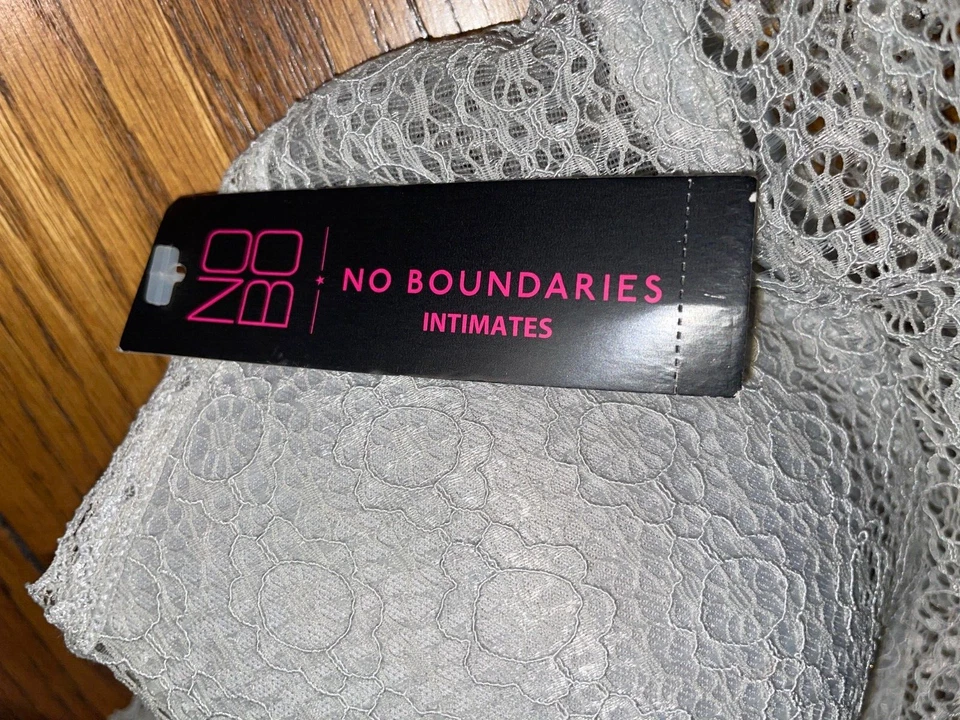 NO
BO
NO BOUNDARIES
INTIMATES